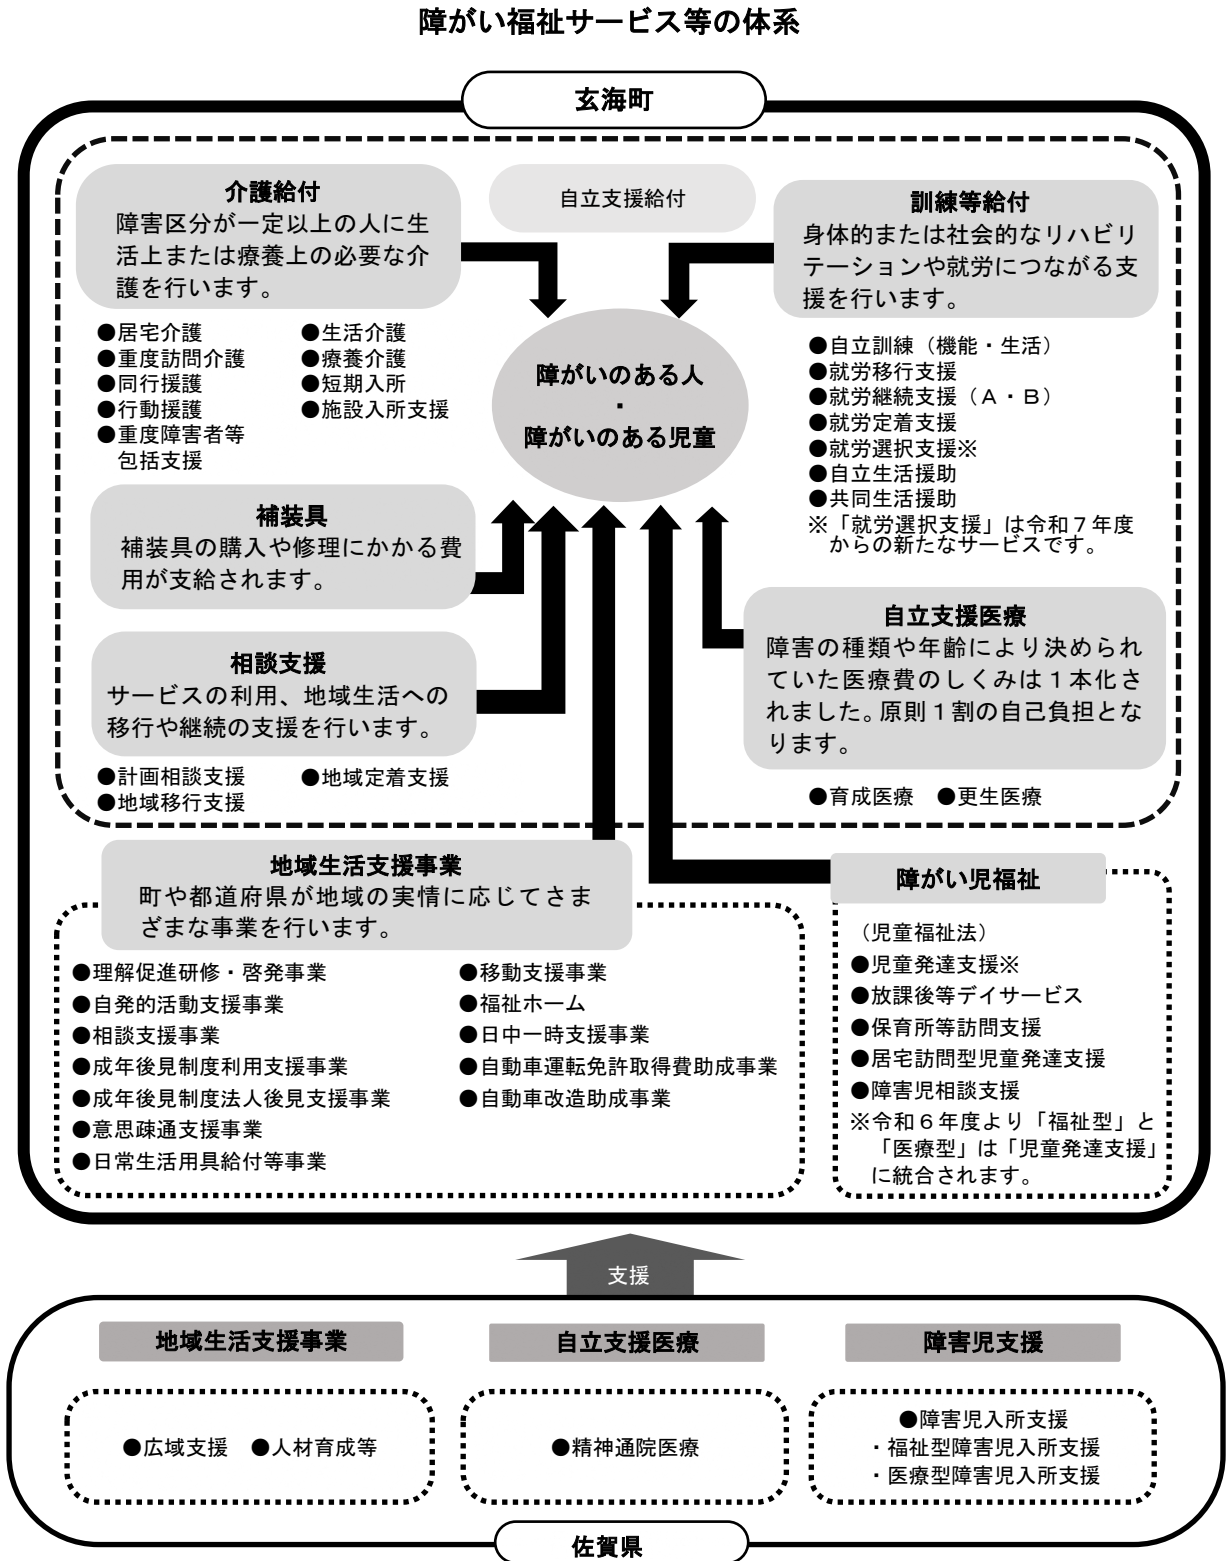 障がい福祉サービス等の体系
玄海町
自立支援給付
介護給付
障害区分が一定以上の人に生
活上または療養上の必要な介
護を行います。
●居宅介護
●重度訪問介護
●同行援護
●行動援護
●重度障害者等
包括支援
●生活介護
●療養介護
●短期入所
●施設入所支援
訓練等給付
身体的または社会的なリハビリ
テーションや就労につながる支
援を行います。
●自立訓練（機能・生活）
●就労移行支援
●就労継続支援（Ａ・Ｂ）
●就労定着支援
●就労選択支援※
●自立生活援助
●共同生活援助
※「就労選択支援」は令和７年度
からの新たなサービスです。
障がいのある人
・
障がいのある児童
補装具
補装具の購入や修理にかかる費
用が支給されます。
相談支援
サービスの利用、地域生活への
移行や継続の支援を行います。
●計画相談支援
●地域移行支援
●地域定着支援
自立支援医療
障害の種類や年齢により決められ
ていた医療費のしくみは１本化さ
れました。原則１割の自己負担とな
ります。
●育成医療　●更生医療
地域生活支援事業
町や都道府県が地域の実情に応じてさま
ざまな事業を行います。
●理解促進研修・啓発事業
●自発的活動支援事業
●相談支援事業
●成年後見制度利用支援事業
●成年後見制度法人後見支援事業
●意思疎通支援事業
●日常生活用具給付等事業
●移動支援事業
●福祉ホーム
●日中一時支援事業
●自動車運転免許取得費助成事業
●自動車改造助成事業
障がい児福祉
（児童福祉法）
●児童発達支援※
●放課後等デイサービス
●保育所等訪問支援
●居宅訪問型児童発達支援
●障害児相談支援
※令和６年度より「福祉型」と
「医療型」は「児童発達支援」
に統合されます。
支援
地域生活支援事業
●広域支援　●人材育成等
自立支援医療
●精神通院医療
障害児支援
●障害児入所支援
・福祉型障害児入所支援
・医療型障害児入所支援
佐賀県